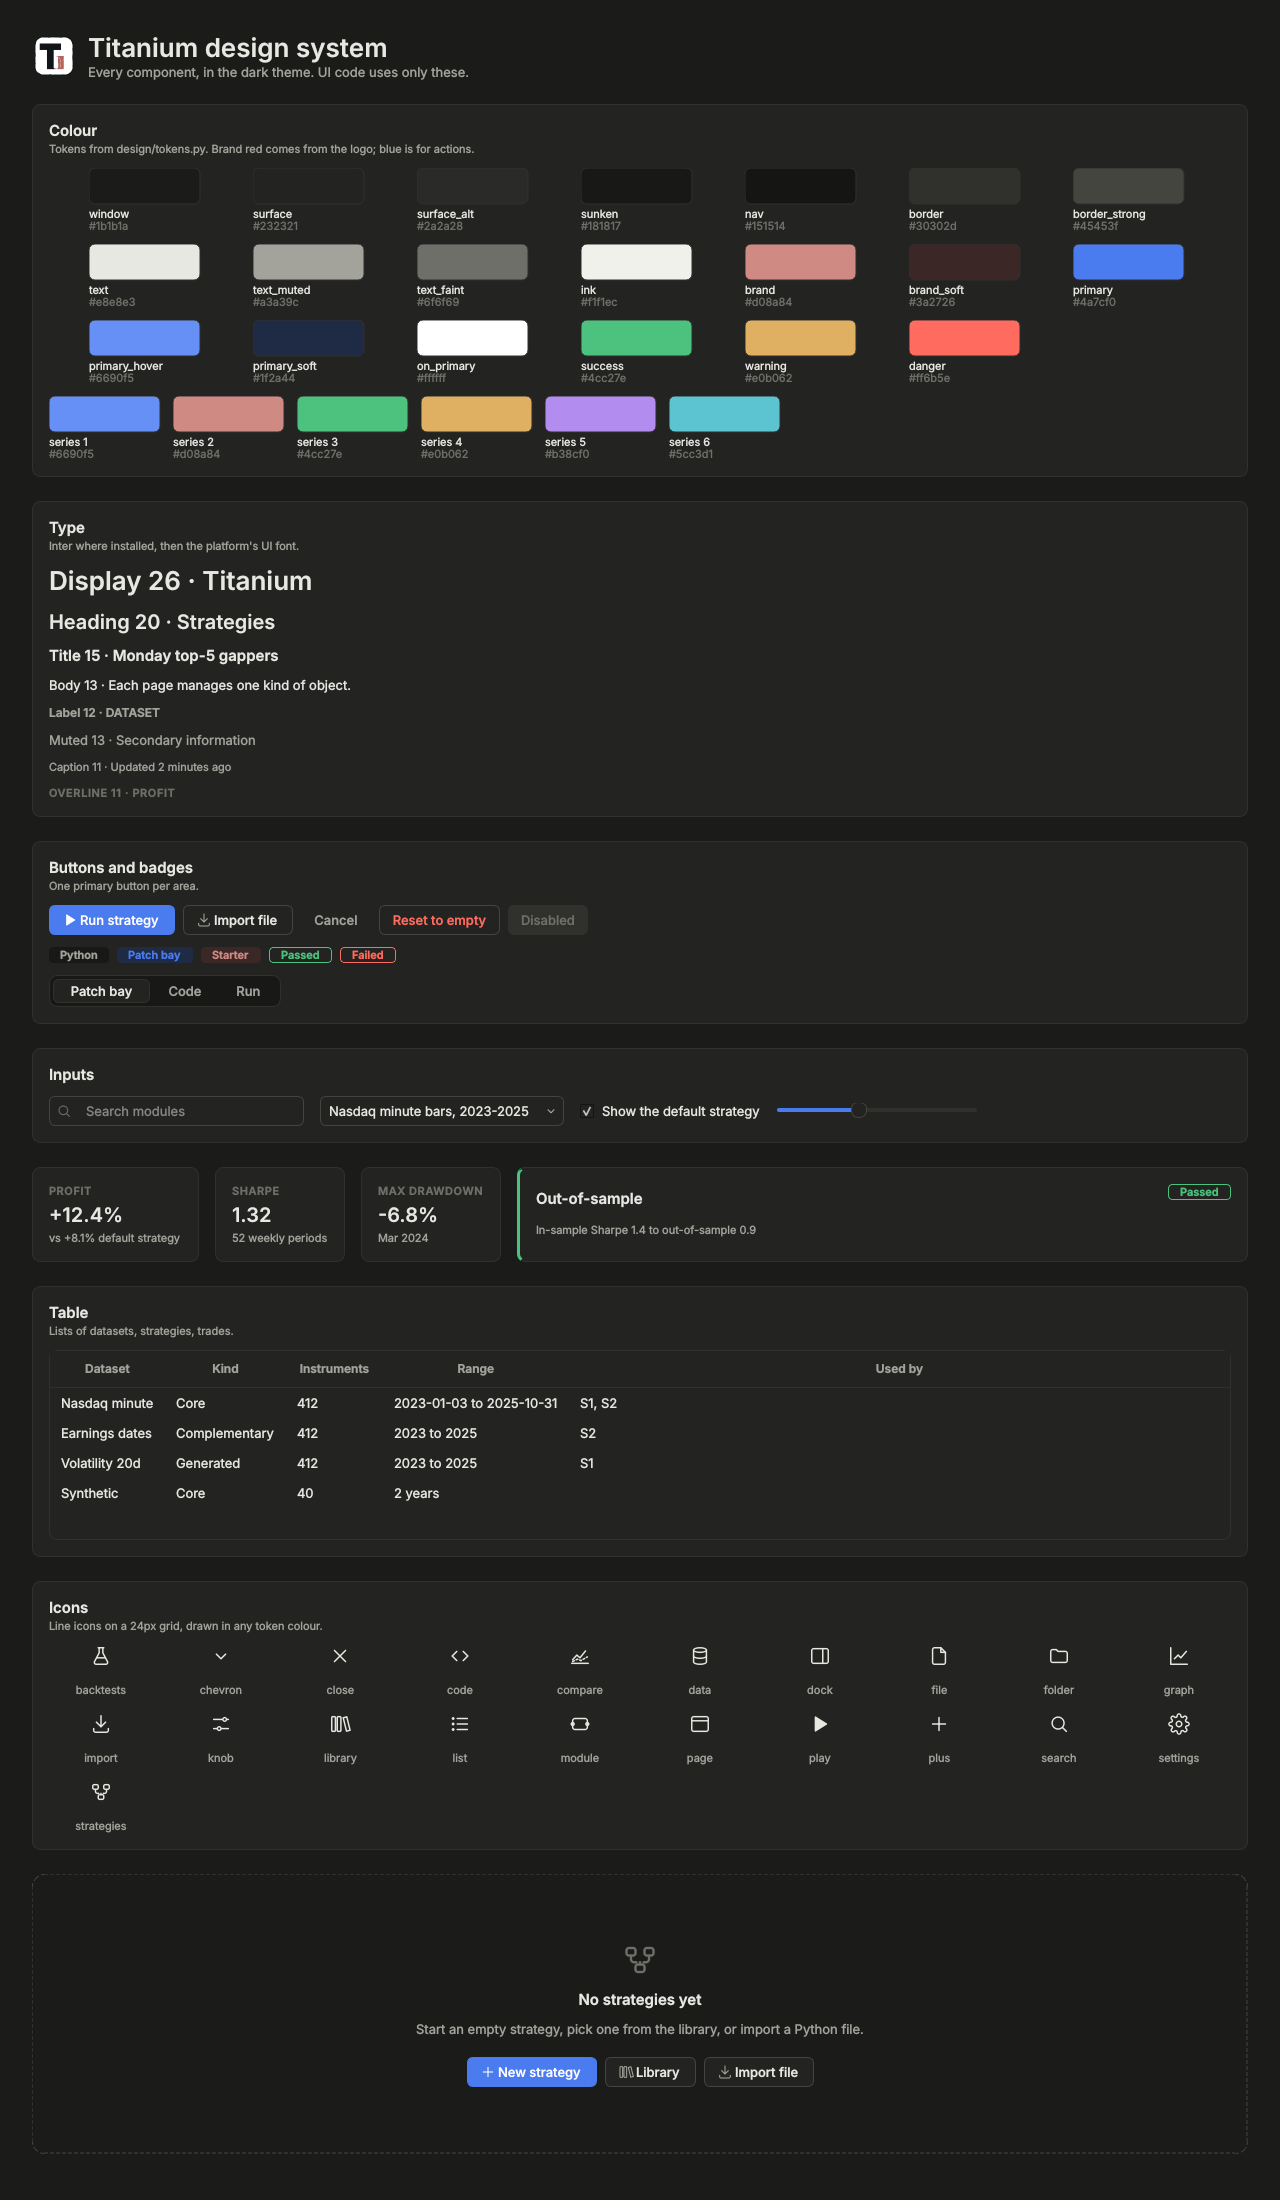 Titanium design system
Every component, in the dark theme. UI code uses only these.
Colour
Tokens from design/tokens.py. Brand red comes from the logo; blue is for actions.
window surface surface_alt sunken nav border border_strong
#1b1b1a #232321 #2a2a28 #181817 #151514 #30302d #45453f
text text_muted text_faint ink brand brand_soft primary
#e8e8e3 #a3a39c #6f6f69 #f1f1ec #d08a84 #3a2726 #4a7cf0
primary_hover primary_soft on_primary success warning danger
#6690f5 #1f2a44 #ffffff #4cc27e #e0b062 #ff6b5e
series 1 series 2 series 3 series 4 series 5 series 6
#6690f5 #d08a84 #4cc27e #e0b062 #b38cf0 #5cc3d1
Type
Inter where installed, then the platform's UI font.
Display 26 · Titanium
Heading 20 · Strategies
Title 15 · Monday top-5 gappers
Body 13 · Each page manages one kind of object.
Label 12 · DATASET
Muted 13 · Secondary information
Caption 11 · Updated 2 minutes ago
OVERLINE 11 · PROFIT
Buttons and badges
One primary button per area.
Run strategy Import file Cancel Reset to empty Disabled
Python Patch bay Starter Passed Failed
Patch bay Code Run
Inputs
Search modules Nasdaq minute bars, 2023-2025 Show the default strategy
PROFIT
+12.4%
vs +8.1% default strategy
SHARPE
1.32
52 weekly periods
MAX DRAWDOWN
-6.8%
Mar 2024
Out-of-sample Passed
In-sample Sharpe 1.4 to out-of-sample 0.9
Table
Lists of datasets, strategies, trades.
Dataset Kind Instruments Range Used by
Nasdaq minute Core 412 2023-01-03 to 2025-10-31 S1, S2
Earnings dates Complementary 412 2023 to 2025 S2
Volatility 20d Generated 412 2023 to 2025 S1
Synthetic Core 40 2 years
Icons
Line icons on a 24px grid, drawn in any token colour.
backtests chevron close code compare data dock file folder graph
import knob library list module page play plus search settings
strategies
No strategies yet
Start an empty strategy, pick one from the library, or import a Python file.
New strategy Library Import file